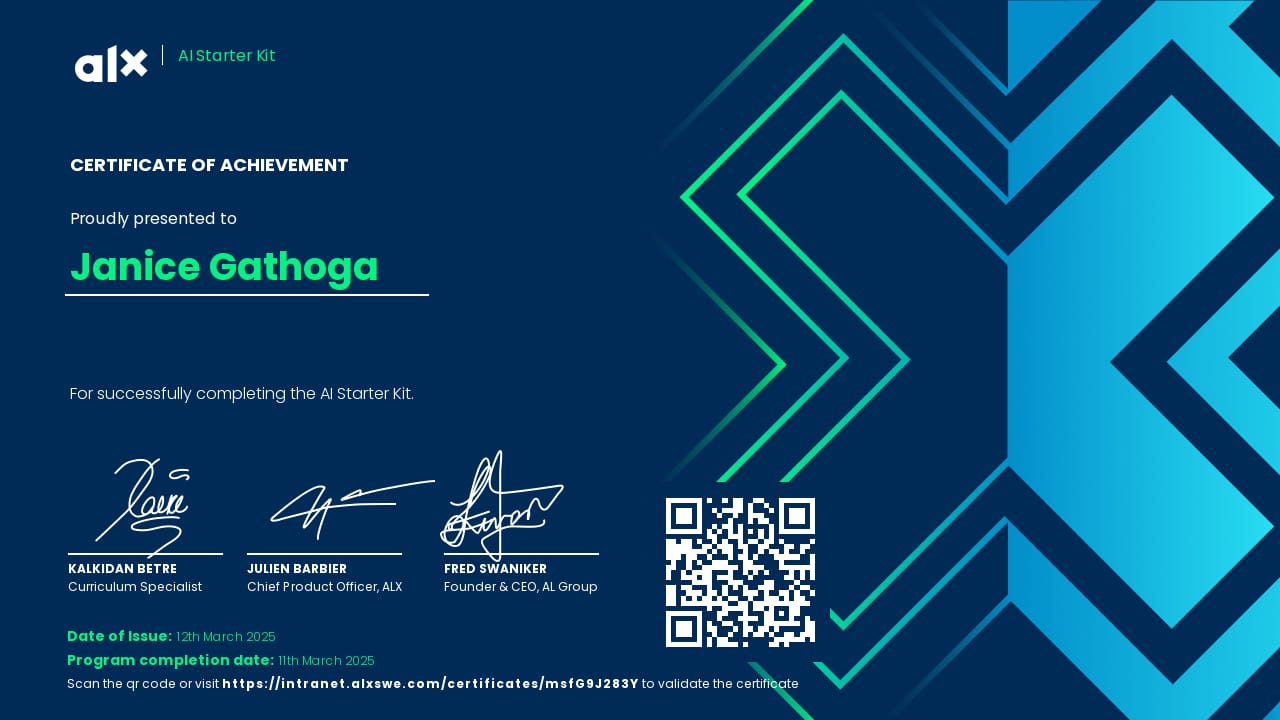 alx | AI Starter Kit
CERTIFICATE OF ACHIEVEMENT
Proudly presented to
Janice Gathoga
For successfully completing the AI Starter Kit.
KALKIDAN BETRE
Curriculum Specialist
JULIEN BARBIER
Chief Product Officer, ALX
FRED SWANIKER
Founder & CEO, AL Group
Date of Issue: 12th March 2025
Program completion date: 11th March 2025
Scan the qr code or visit https://intranet.alxswe.com/certificates/msfG9J283Y to validate the certificate